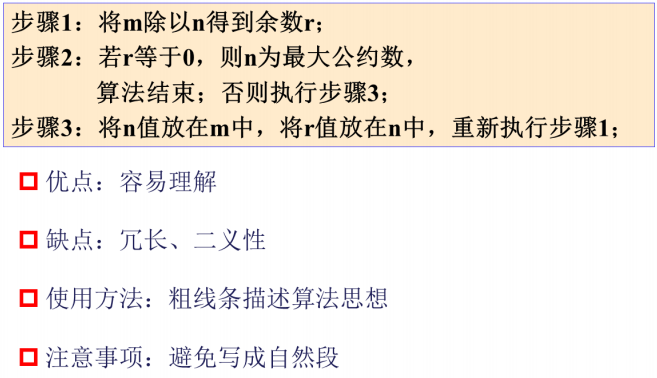 步骤1：将m除以n得到余数r；
步骤2：若r等于0，则n为最大公约数，
算法结束；否则执行步骤3；
步骤3：将n值放在m中，将r值放在n中，重新执行步骤1；
优点：容易理解
缺点：冗长、二义性
使用方法：粗线条描述算法思想
注意事项：避免写成自然段